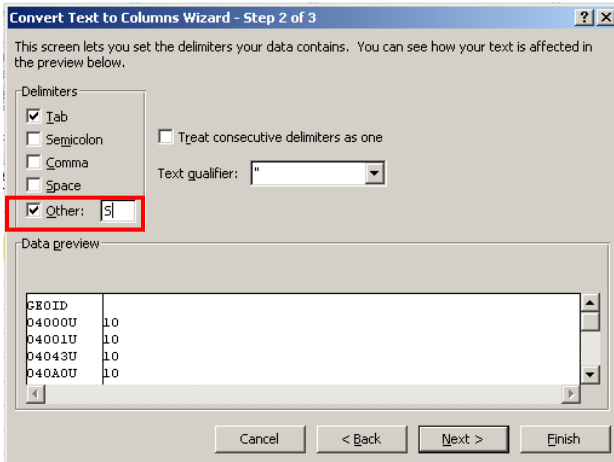 Convert Text to Columns Wizard - Step 2 of 3
This screen lets you set the delimiters your data contains. You can see how your text is affected in
the preview below.
Delimiters
Tab
Semicolon
Comma
Space
Other: S
Treat consecutive delimiters as one
Text qualifier: "
Data preview
GEOID
04000U 10
04001U 10
04043U 10
040A0U 10
Cancel
< Back
Next >
Finish